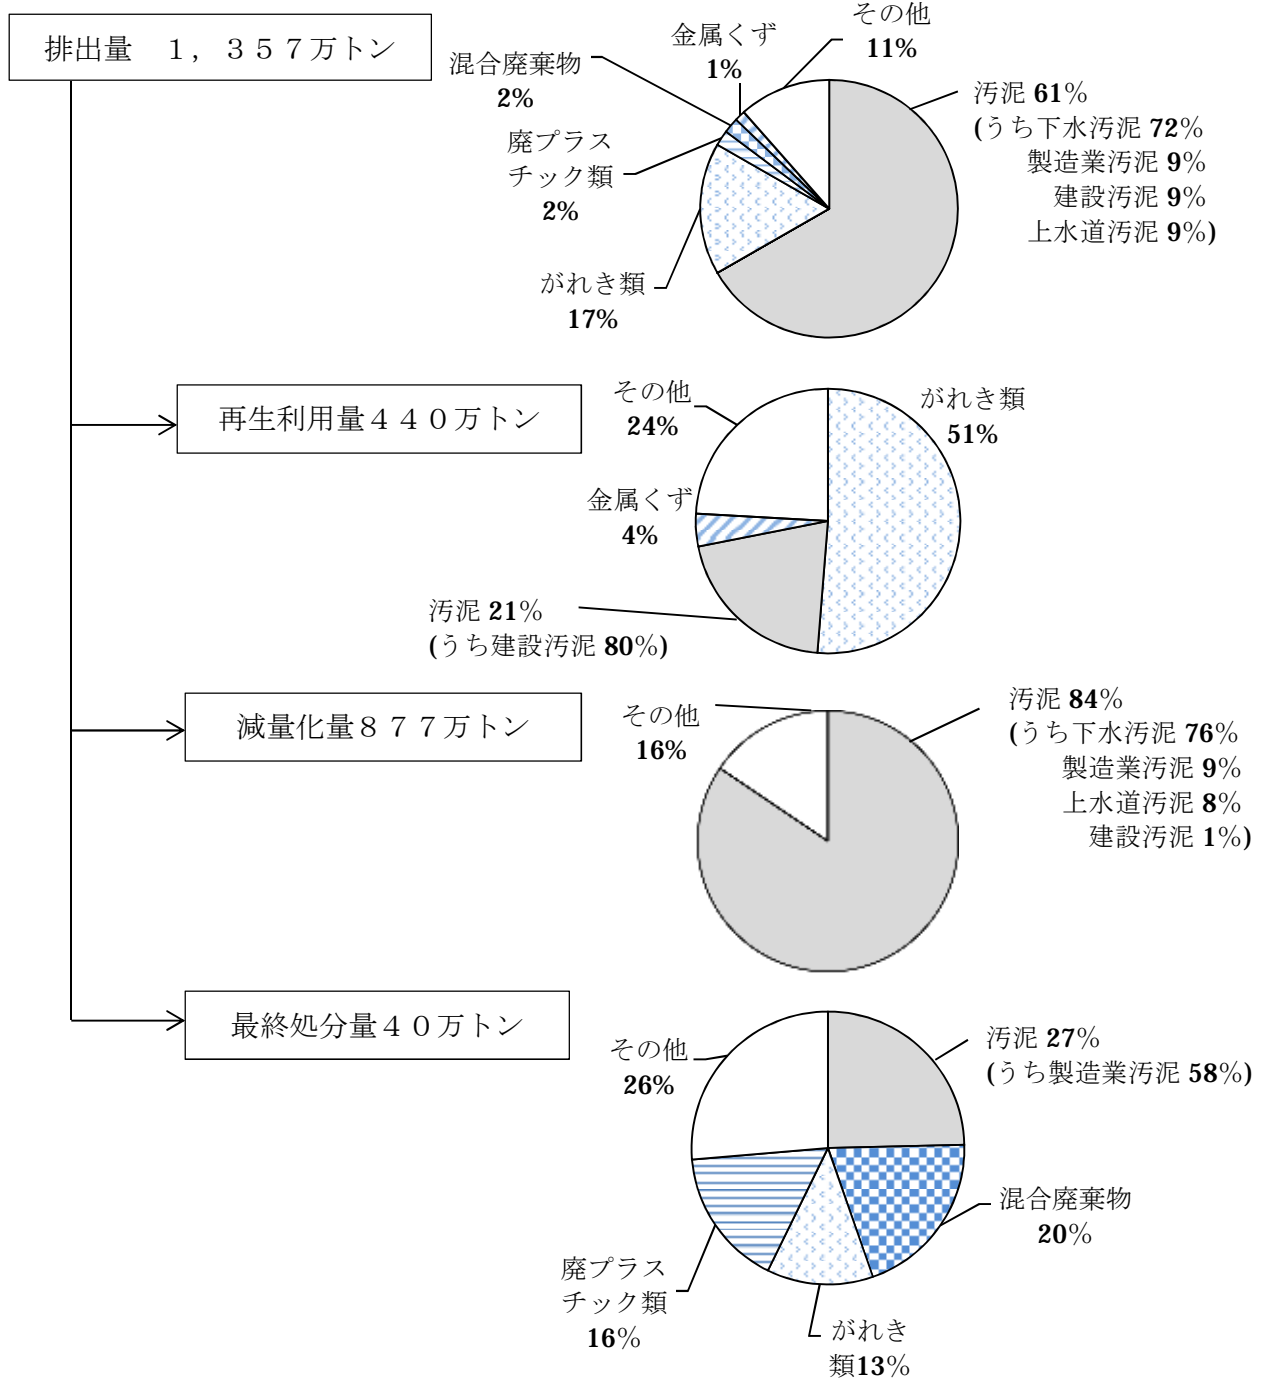 排出量　１，３５７万トン
その他
11%
金属くず
1%
混合廃棄物
2%
廃プラス
チック類
2%
がれき類
17%
汚泥 61%
(うち下水汚泥 72%
製造業汚泥 9%
建設汚泥 9%
上水道汚泥 9%)
再生利用量４４０万トン
その他
24%
がれき類
51%
金属くず
4%
汚泥 21%
(うち建設汚泥 80%)
減量化量８７７万トン
その他
16%
汚泥 84%
(うち下水汚泥 76%
製造業汚泥 9%
上水道汚泥 8%
建設汚泥 1%)
最終処分量４０万トン
その他
26%
汚泥 27%
(うち製造業汚泥 58%)
混合廃棄物
20%
廃プラス
チック類
16%
がれき
類13%